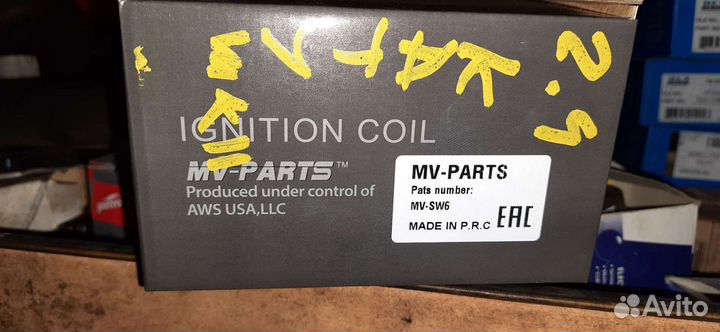 IGNITION COIL
MV-PARTS™
Produced under control of
AWS USA,LLC
MV-PARTS
Pats number:
MV-SW6
MADE IN P.R.C
EAC
2.5
Avito